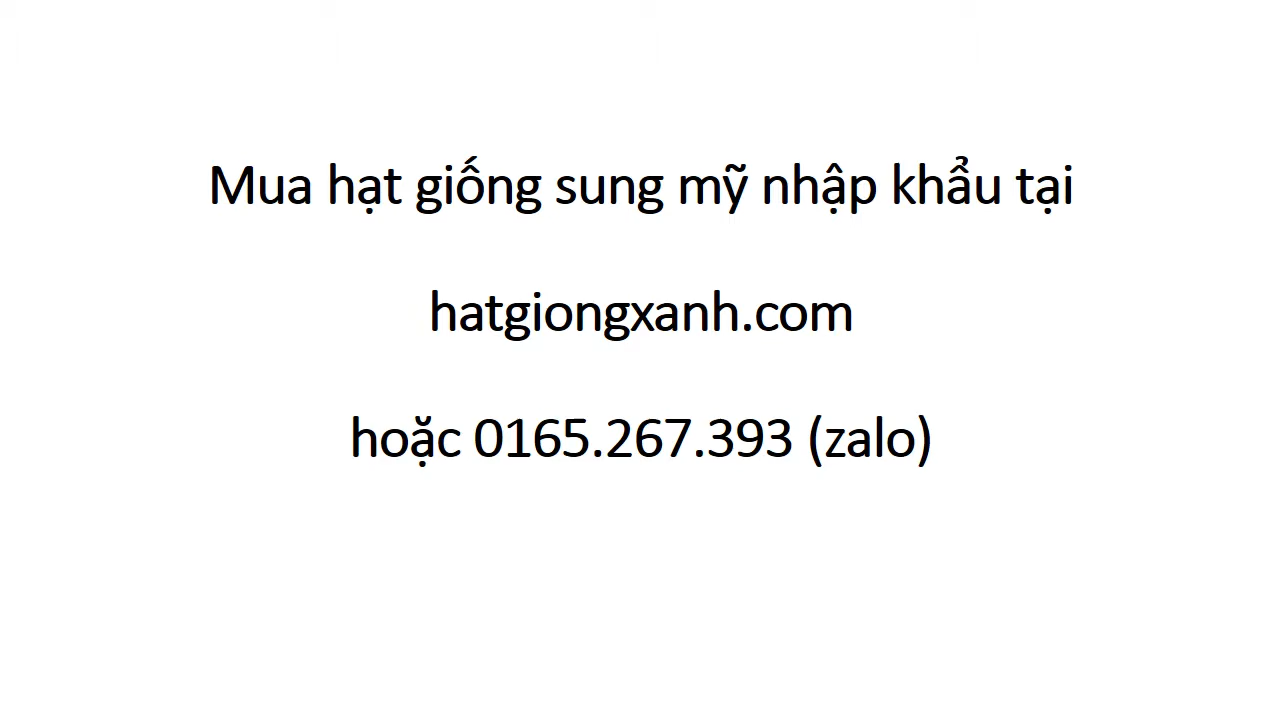 Mua hạt giống sung mỹ nhập khẩu tại
hatgiongxanh.com
hoặc 0165.267.393 (zalo)